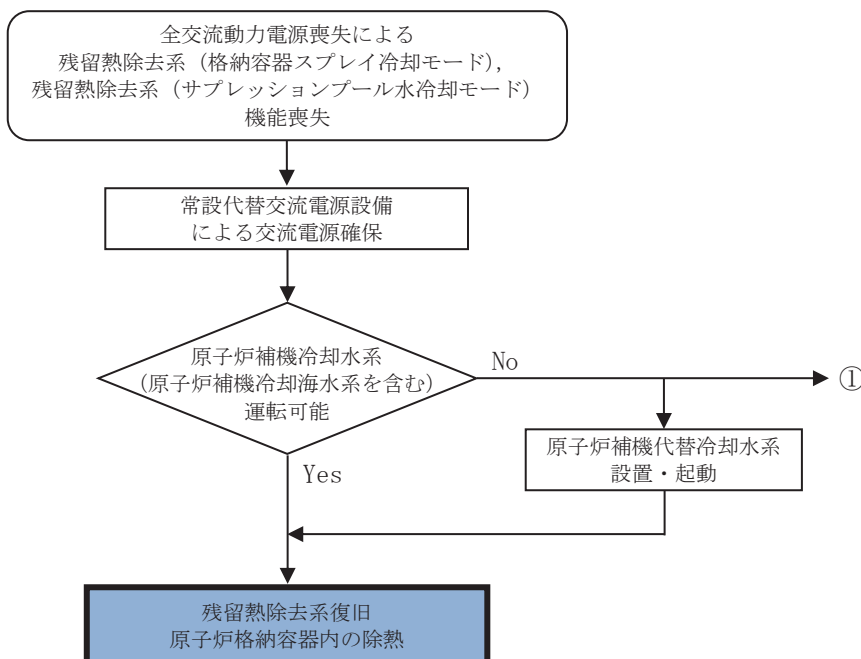 全交流動力電源喪失による
残留熱除去系（格納容器スプレイ冷却モード），
残留熱除去系（サプレッションプール水冷却モード）
機能喪失
常設代替交流電源設備
による交流電源確保
原子炉補機冷却水系
（原子炉補機冷却海水系を含む）
運転可能
No
①
原子炉補機代替冷却水系
設置・起動
Yes
残留熱除去系復旧
原子炉格納容器内の除熱